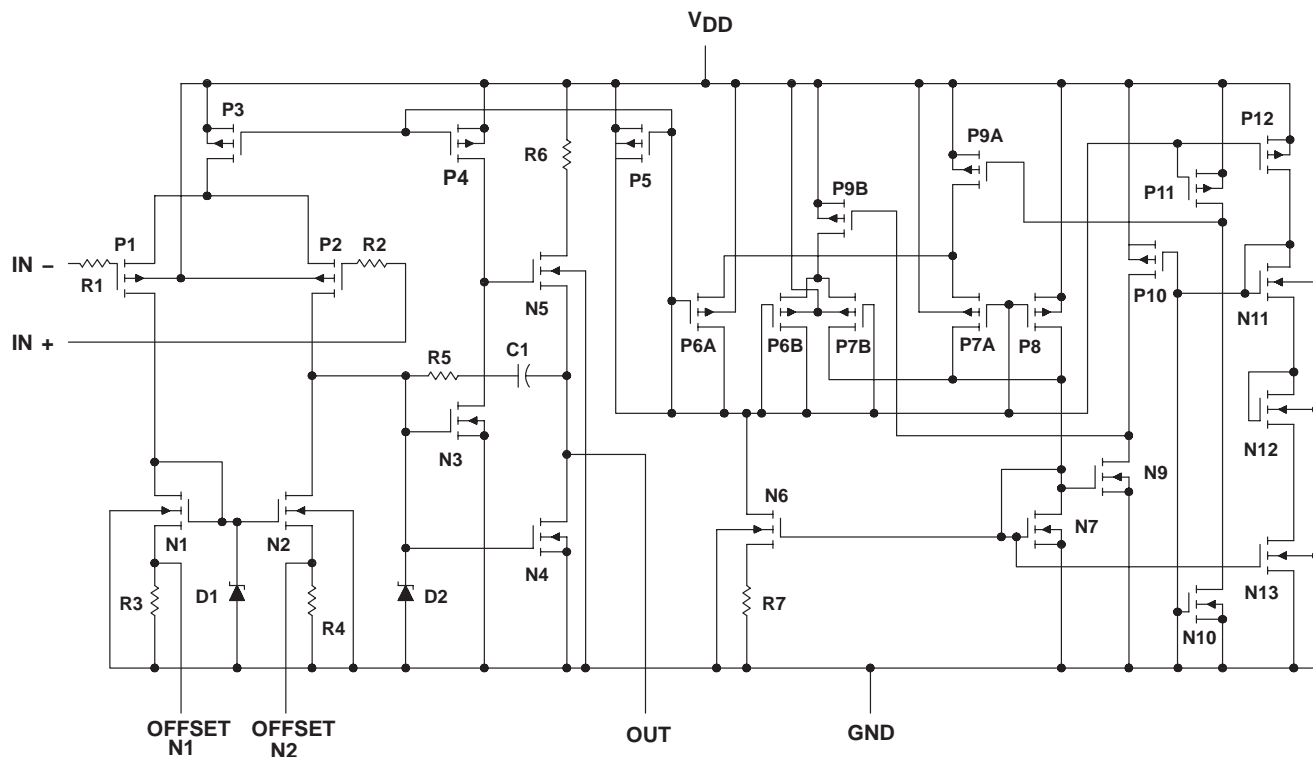 VDD
P3
P12
P9A
R6
P4
P5
P11
P9B
P1
P2
R2
IN −
R1
P10
N5
N11
IN +
P6A
P6B
P7B
P7A
P8
R5
C1
N12
N3
N9
N6
N7
N1
N2
N4
N13
R3
D1
D2
R7
R4
N10
OFFSET
N1
OFFSET
N2
OUT
GND